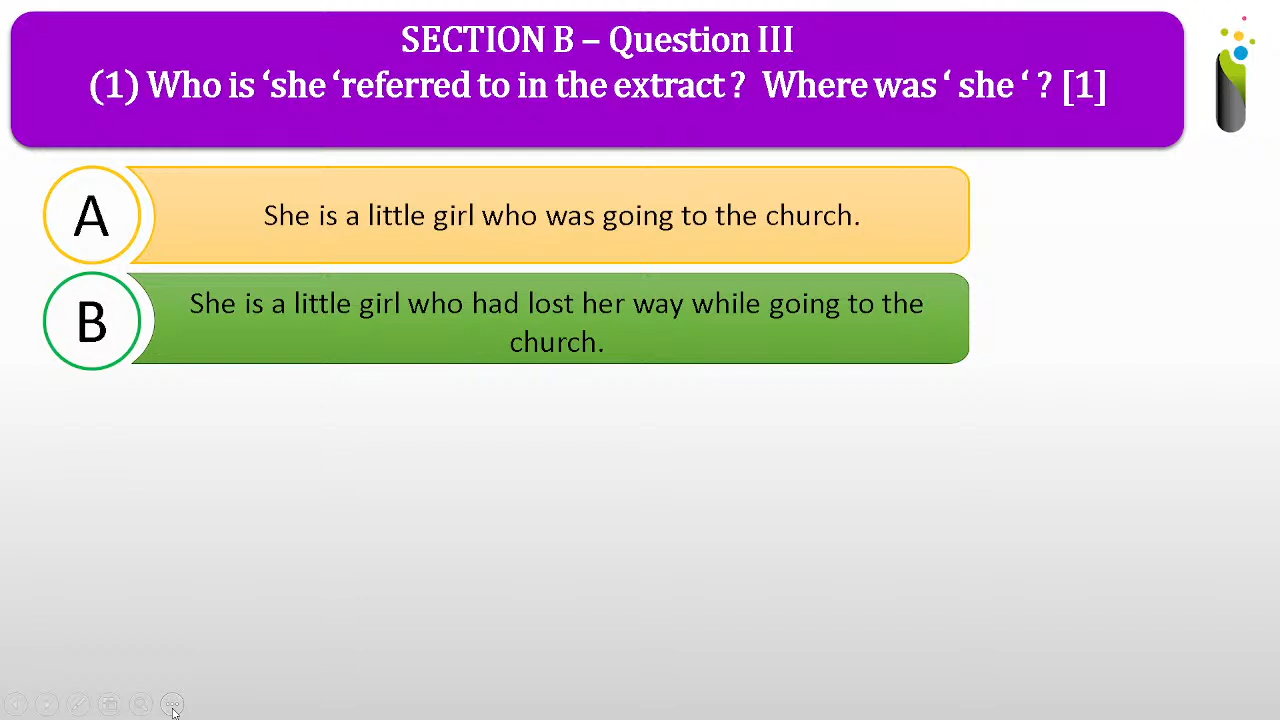 SECTION B – Question III
(1) Who is ‘she ‘referred to in the extract ?  Where was ‘ she ‘ ? [1]
A
She is a little girl who was going to the church.
B
She is a little girl who had lost her way while going to the
church.